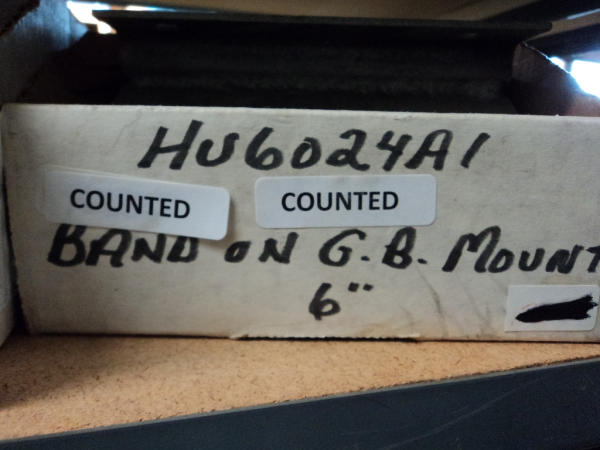 HU6024A1
COUNTED COUNTED
BAND ON G.B. MOUNT
6"